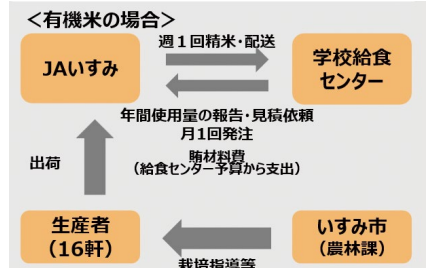 ＜有機米の場合＞
JAいすみ
週１回精米・配送
学校給食
センター
年間使用量の報告・見積依頼
月1回発注
賄材料費
（給食センター予算から支出）
出荷
生産者
（16軒）
いすみ市
（農林課）
栽培指導等